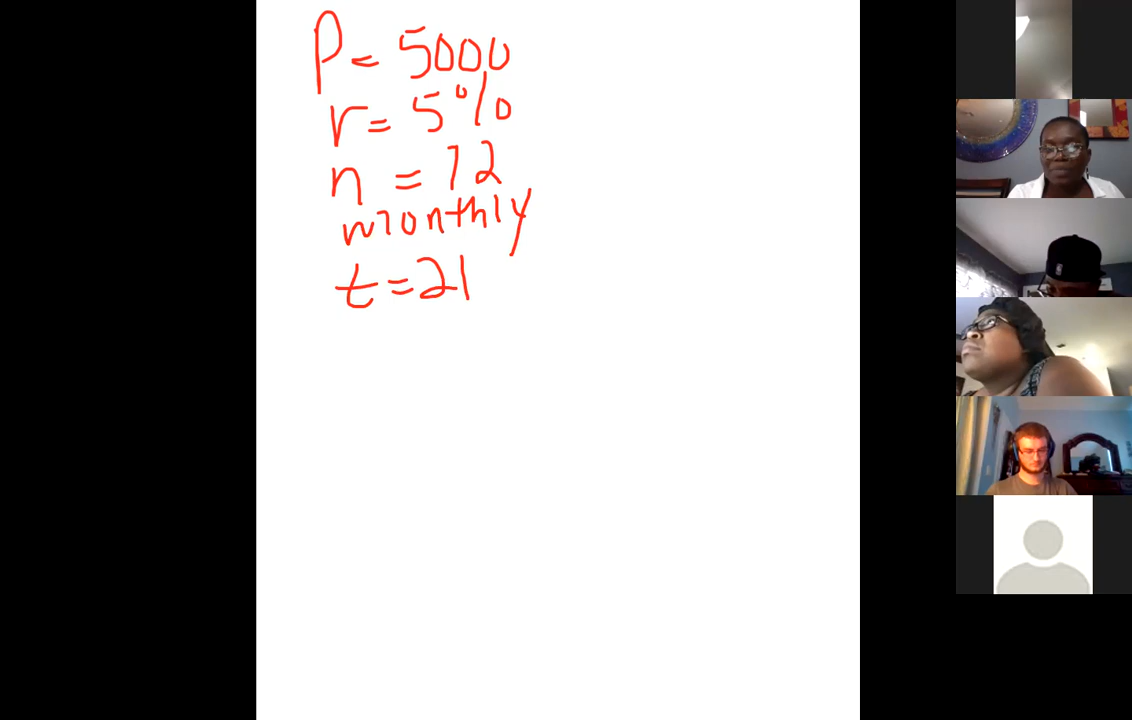 P = 5000
r = 5%
n = 12
monthly
t = 21